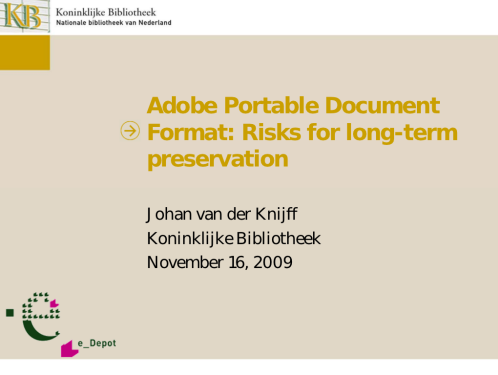 KB
Koninklijke Bibliotheek
Nationale bibliotheek van Nederland
Adobe Portable Document
Format: Risks for long-term
preservation
Johan van der Knijff
Koninklijke Bibliotheek
November 16, 2009
e_Depot